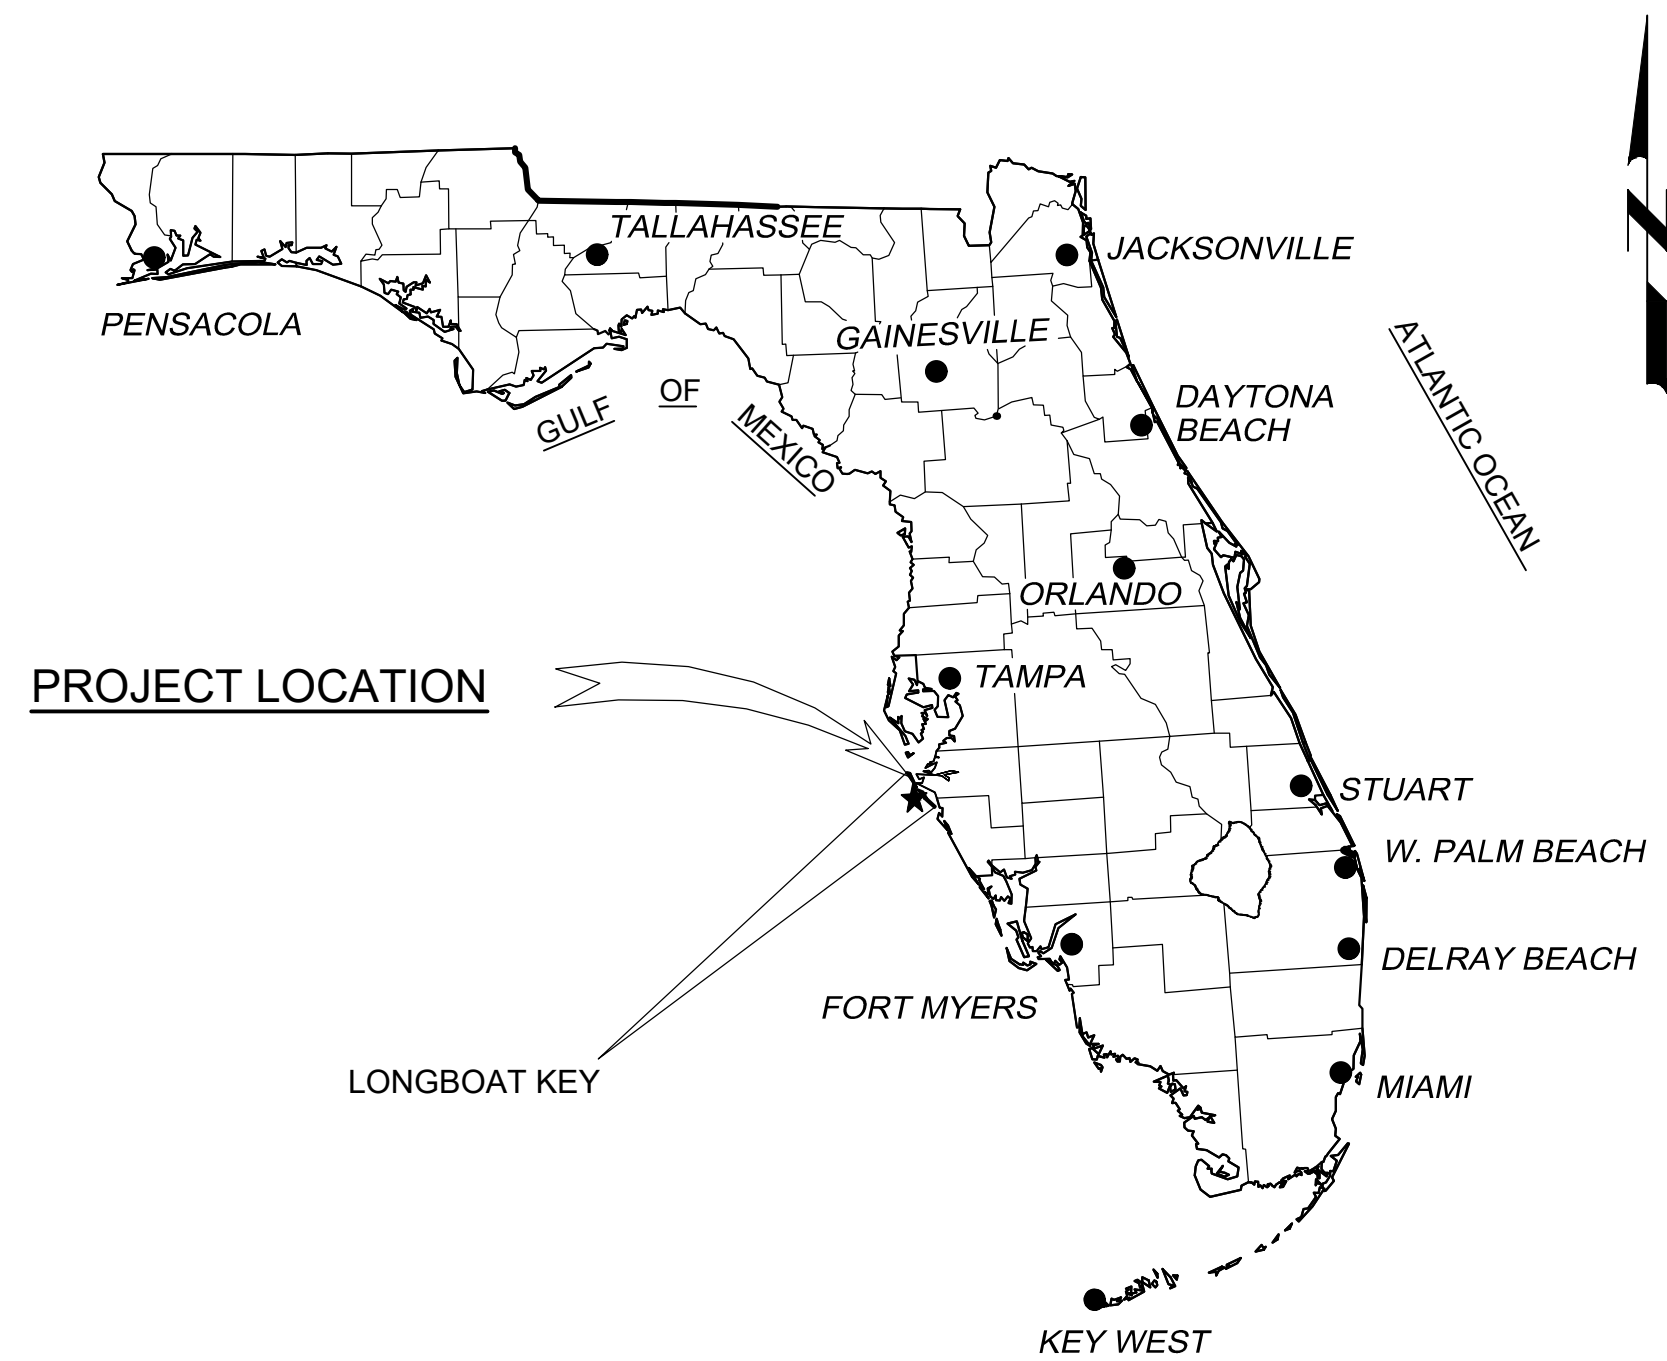 TALLAHASSEE
JACKSONVILLE
PENSACOLA
GAINESVILLE
ATLANTIC OCEAN
GULF OF MEXICO
DAYTONA
BEACH
ORLANDO
PROJECT LOCATION
TAMPA
STUART
W. PALM BEACH
DELRAY BEACH
FORT MYERS
LONGBOAT KEY
MIAMI
KEY WEST
N